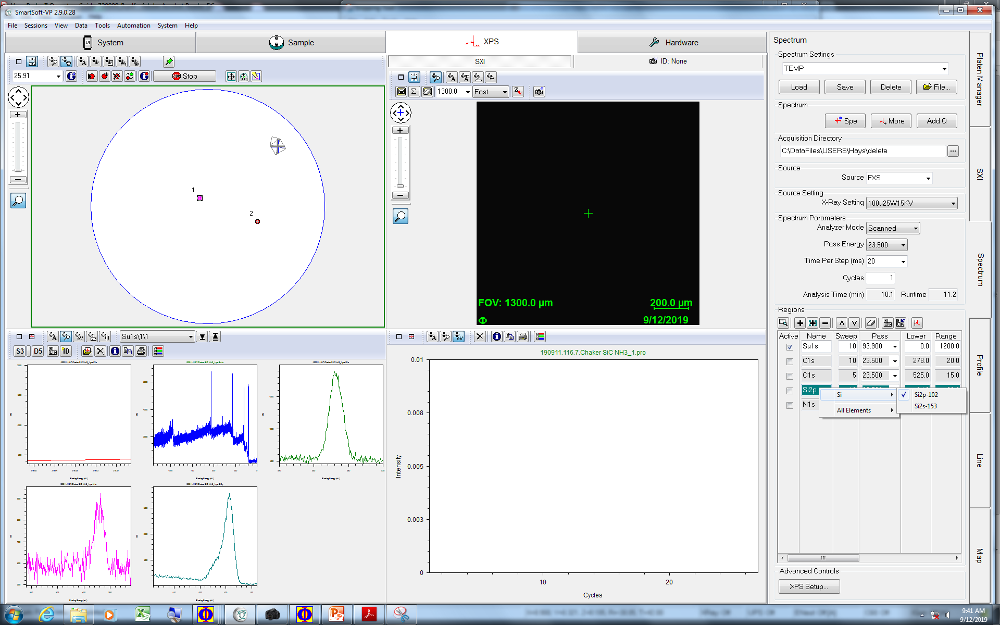 SmartSoft-VP 2.9.0.28
File Sessions View Data Tools Automation System Help
System
Sample
XPS
Hardware
25.91
Stop
1
2
SXI
ID: None
1300.0
Fast
FOV: 1300.0 µm
200.0 µm
Φ
9/12/2019
Spectrum
Spectrum Settings
TEMP
Load Save Delete File...
Spectrum
Spe More Add Q
Acquisition Directory
C:\DataFiles\USERS\Hays\delete
...
Source
Source FXS
Source Setting
X-Ray Setting 100u25W15KV
Spectrum Parameters
Analyzer Mode Scanned
Pass Energy 23.500
Time Per Step (ms) 20
Cycles 1
Analysis Time (min) 10.1 Runtime 11.2
Regions
Active Name Sweep Pass Lower Range
Su1s 10 93.900 0.0 1200.0
C1s 10 23.500 278.0 20.0
O1s 5 23.500 525.0 15.0
Si2p
N1s
Si
All Elements
Si2p-102
Si2s-153
Advanced Controls
XPS Setup...
Platen Manager
SXI
Spectrum
Profile
Line
Map
Su1s\1\1
S3 D5 ID
190911.116.7.Chaker SiC NH3_1.pro
0.01
0.008
0.005
0.003
0
Intensity
10
20
Cycles
9:41 AM
9/12/2019